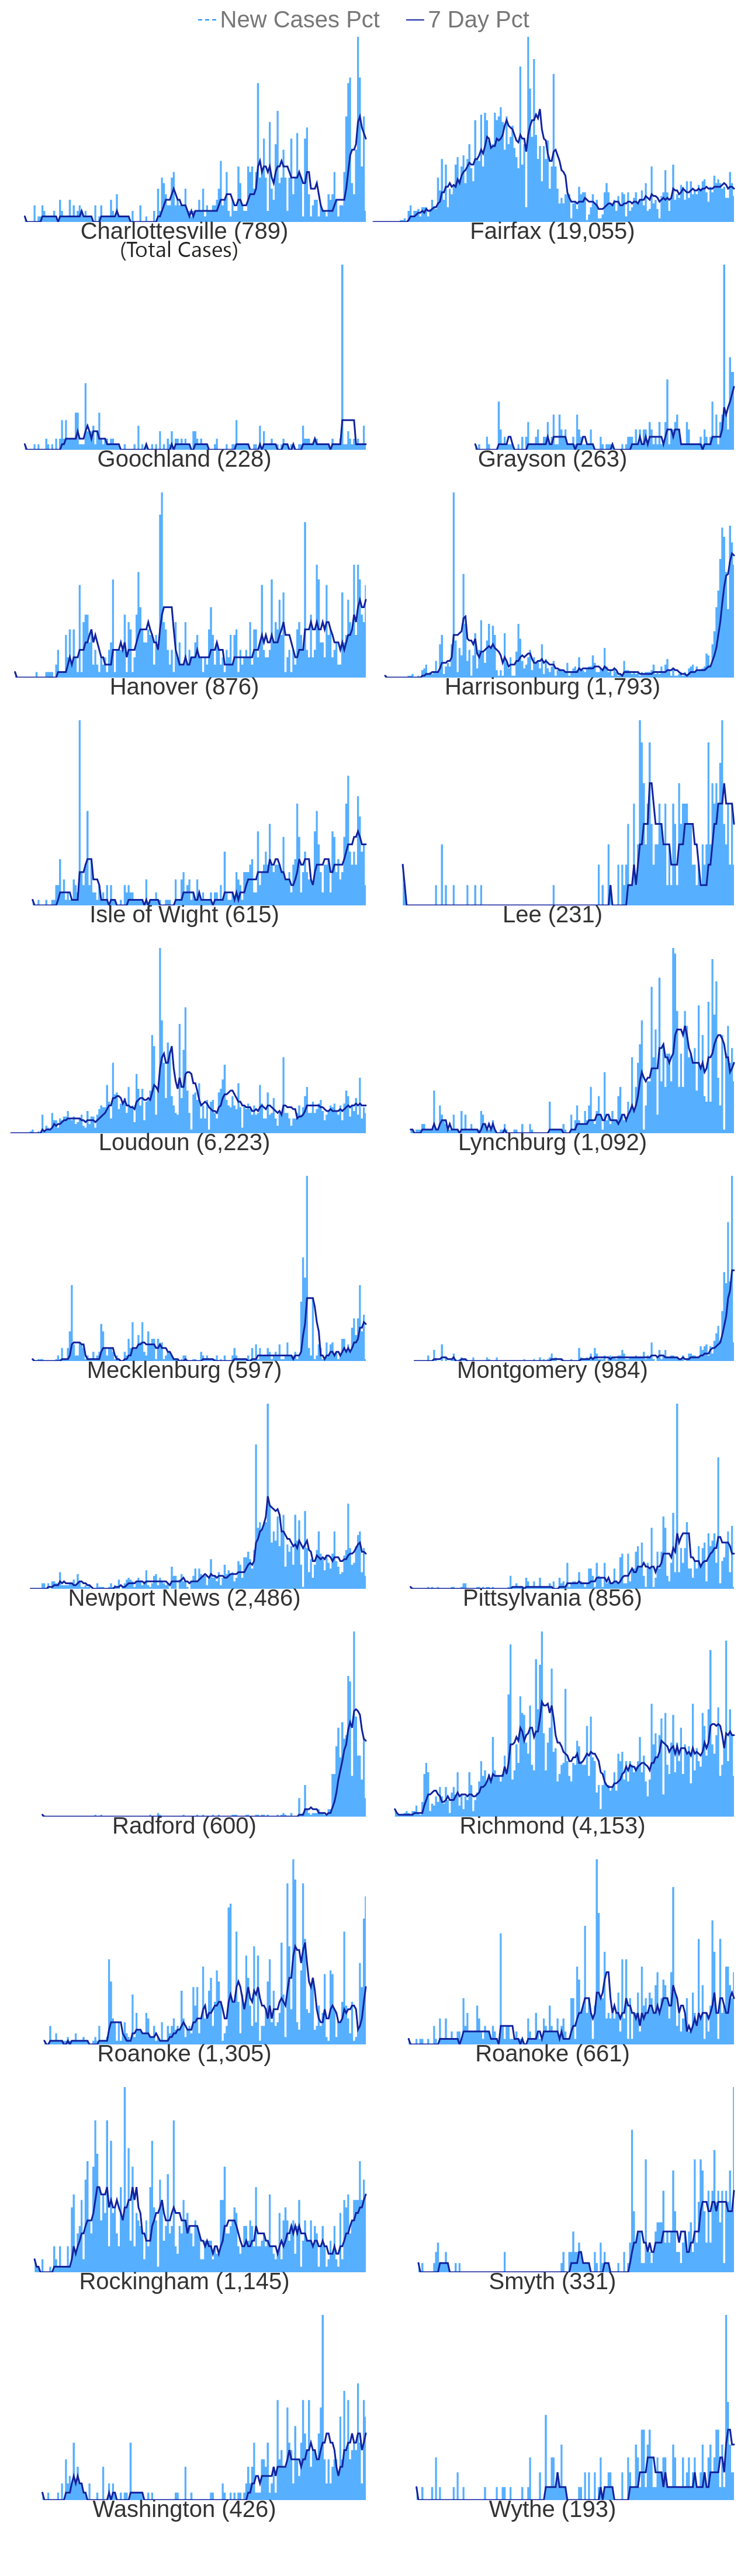 New Cases Pct 7 Day Pct
Charlottesville (789) Fairfax (19,055)
(Total Cases)
Goochland (228) Grayson (263)
Hanover (876) Harrisonburg (1,793)
Isle of Wight (615) Lee (231)
Loudoun (6,223) Lynchburg (1,092)
Mecklenburg (597) Montgomery (984)
Newport News (2,486) Pittsylvania (856)
Radford (600) Richmond (4,153)
Roanoke (1,305) Roanoke (661)
Rockingham (1,145) Smyth (331)
Washington (426) Wythe (193)